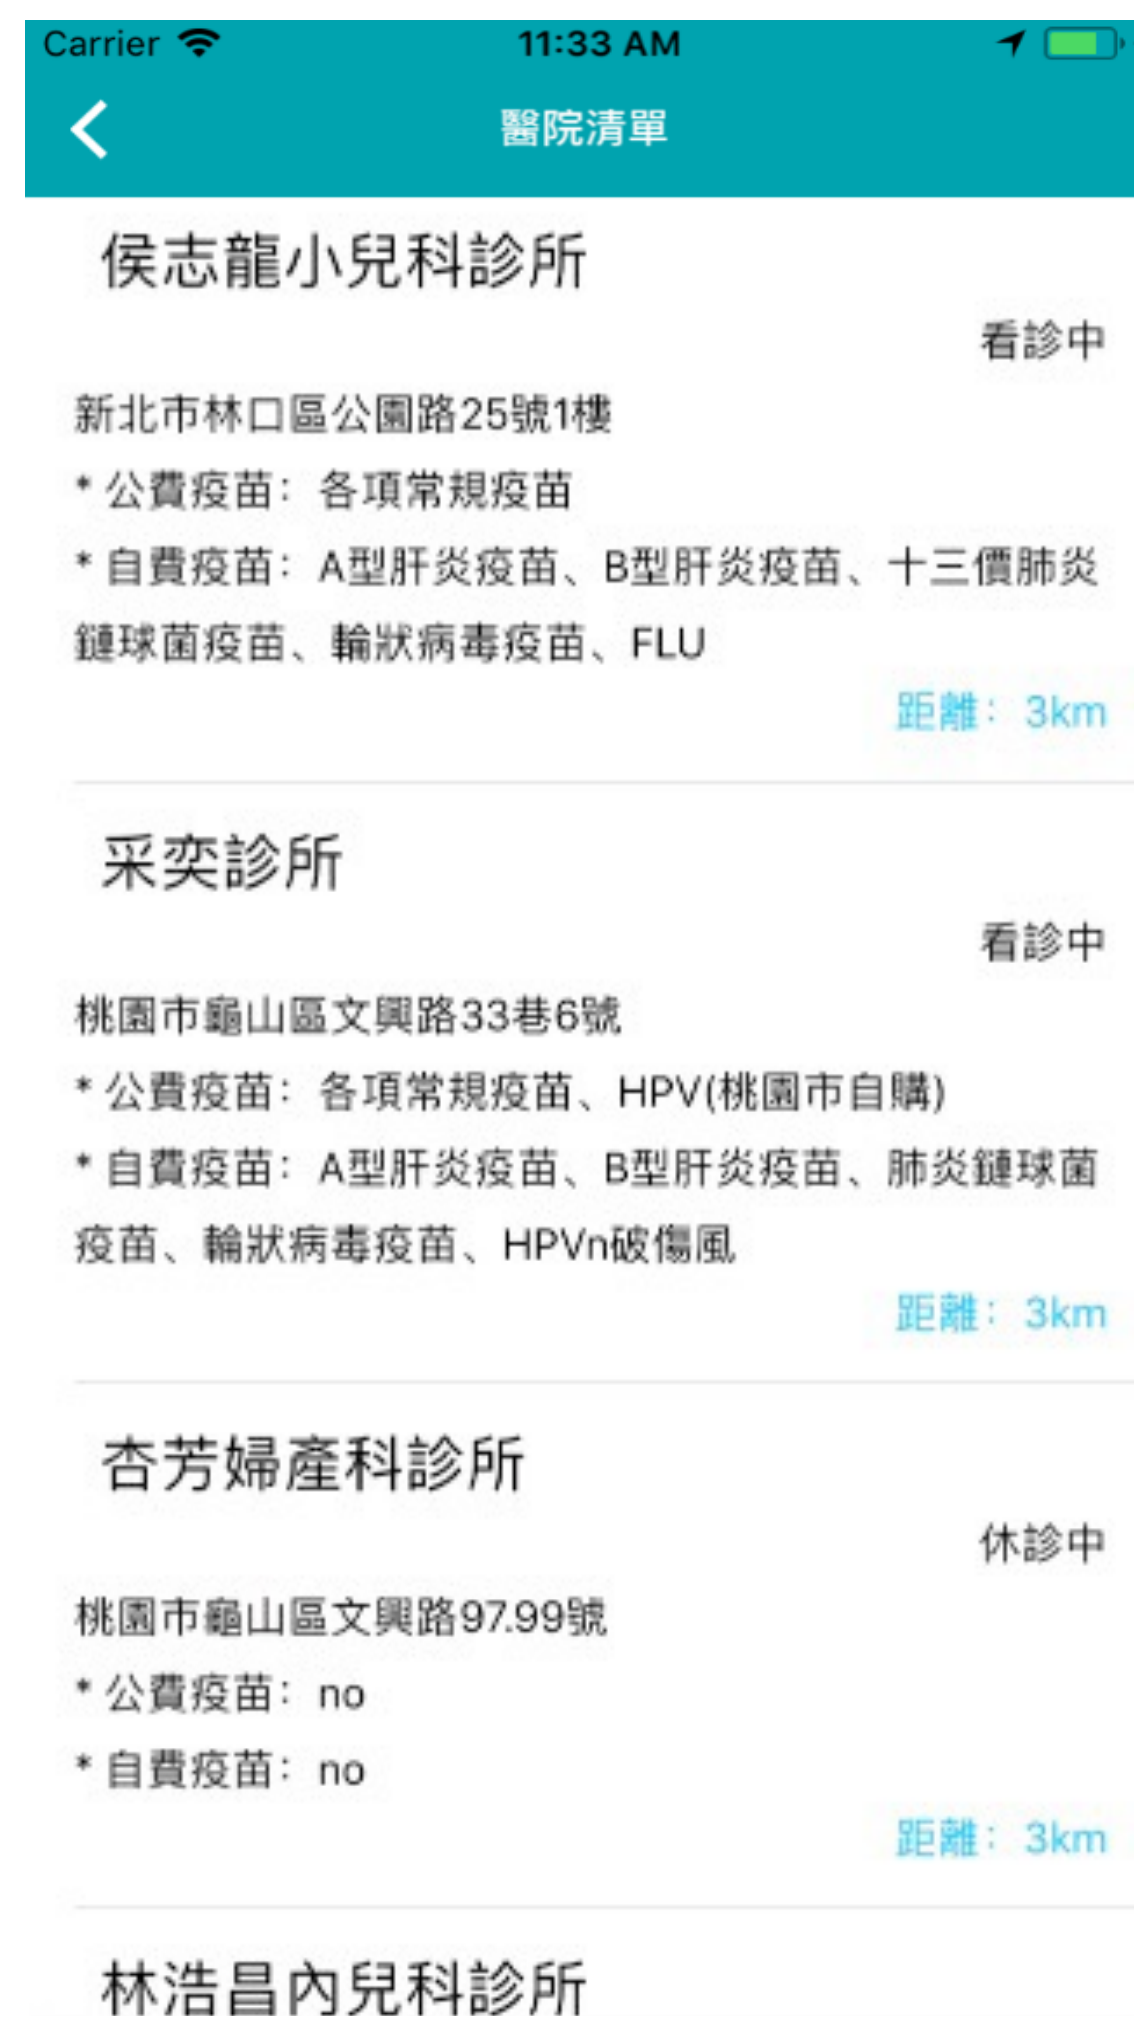 Carrier 11:33 AM
醫院清單
侯志龍小兒科診所
看診中
新北市林口區公園路25號1樓
* 公費疫苗：各項常規疫苗
* 自費疫苗：A型肝炎疫苗、B型肝炎疫苗、十三價肺炎
鏈球菌疫苗、輪狀病毒疫苗、FLU
距離：3km
采奕診所
看診中
桃園市龜山區文興路33巷6號
* 公費疫苗：各項常規疫苗、HPV(桃園市自購)
* 自費疫苗：A型肝炎疫苗、B型肝炎疫苗、肺炎鏈球菌
疫苗、輪狀病毒疫苗、HPVn破傷風
距離：3km
杏芳婦產科診所
休診中
桃園市龜山區文興路97.99號
* 公費疫苗：no
* 自費疫苗：no
距離：3km
林浩昌內兒科診所